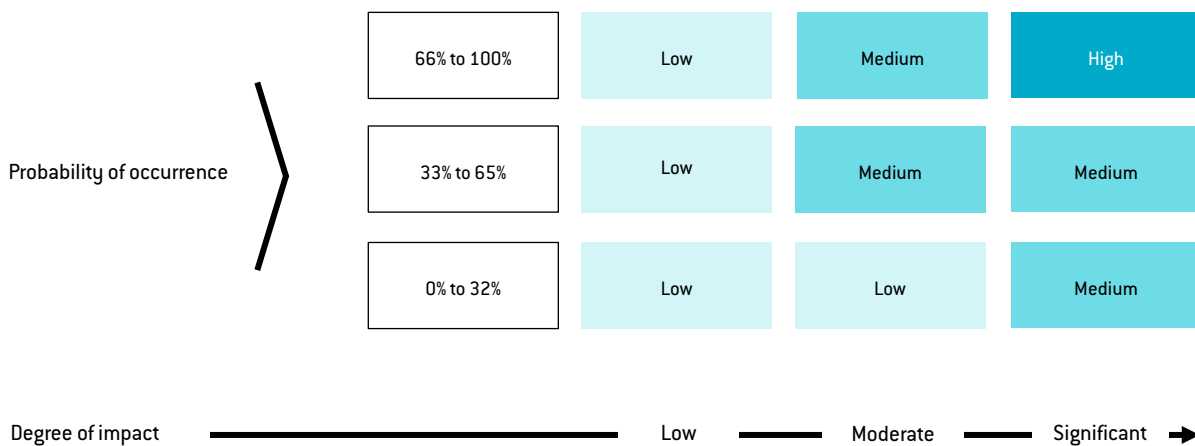 66% to 100% Low Medium High
Probability of occurrence 33% to 65% Low Medium Medium
0% to 32% Low Low Medium
Degree of impact Low Moderate Significant